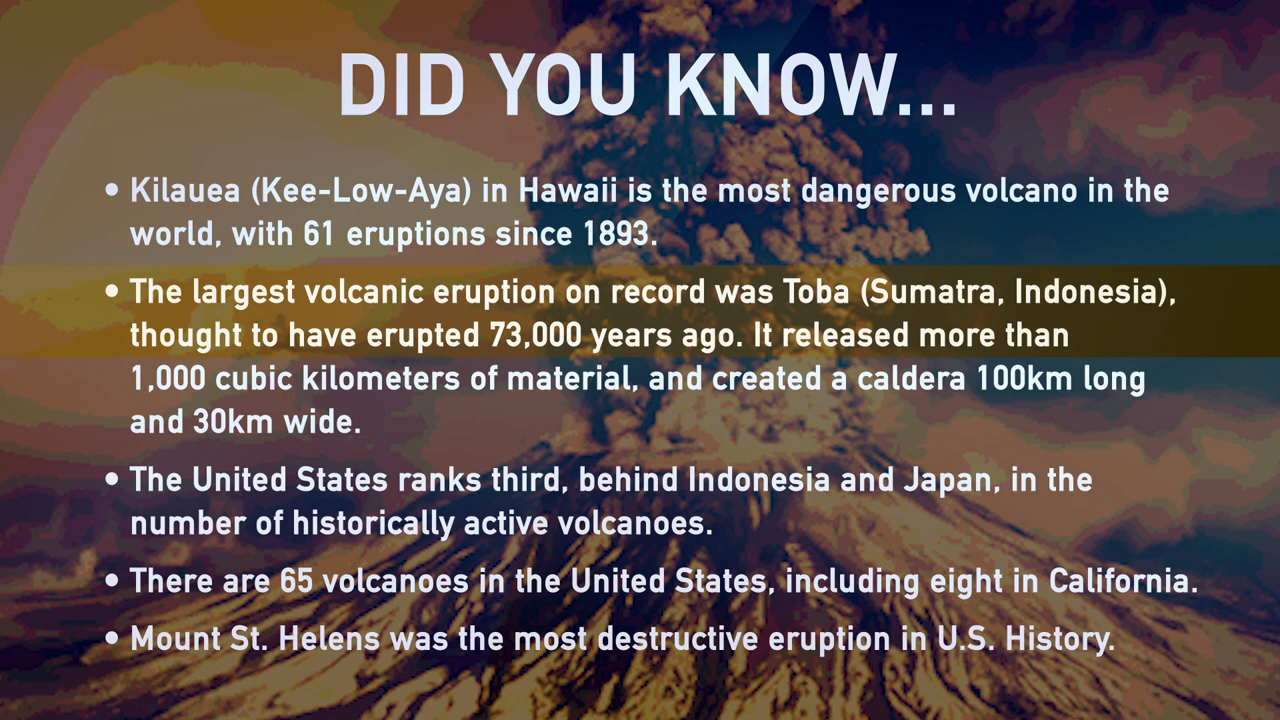 DID YOU KNOW...
• Kilauea (Kee-Low-Aya) in Hawaii is the most dangerous volcano in the
world, with 61 eruptions since 1893.
• The largest volcanic eruption on record was Toba (Sumatra, Indonesia),
thought to have erupted 73,000 years ago. It released more than
1,000 cubic kilometers of material, and created a caldera 100km long
and 30km wide.
• The United States ranks third, behind Indonesia and Japan, in the
number of historically active volcanoes.
• There are 65 volcanoes in the United States, including eight in California.
• Mount St. Helens was the most destructive eruption in U.S. History.